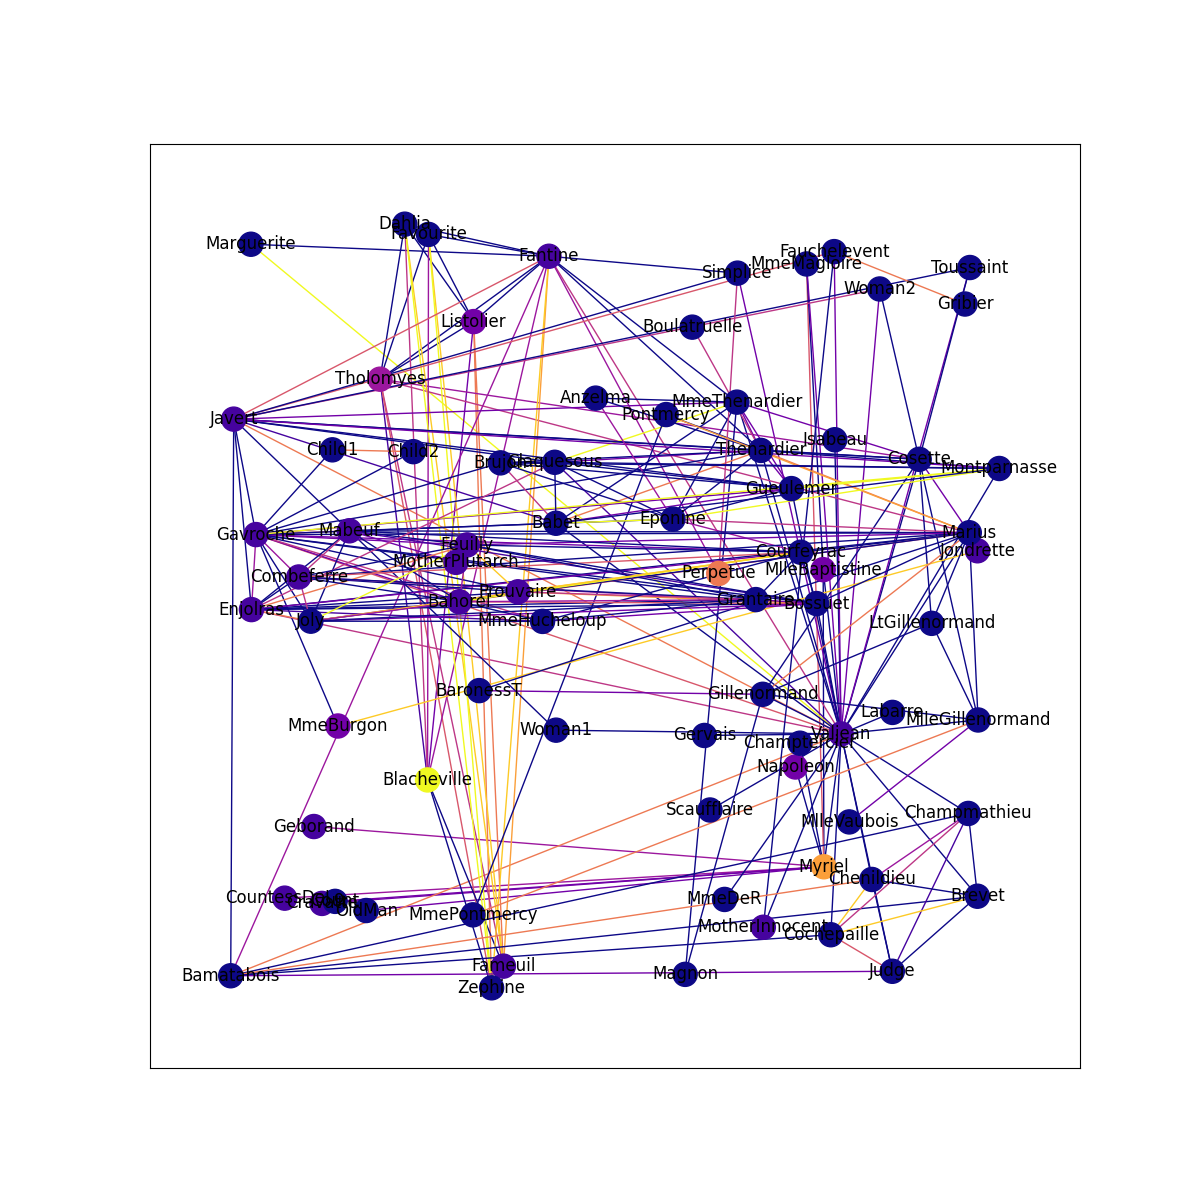 Dahlia
Favourite
Marguerite
Fantine
Fauchelevent
MmeMagloire
Simplice
Toussaint
Woman2
Gribier
Listolier
Boulatruelle
Tholomyes
Anzelma
MmeThenardier
Pontmercy
Javert
Isabeau
Child1
Child2
Thenardier
Brujon
Claquesous
Cosette
Montparnasse
Gueulemer
Babet
Eponine
Gavroche
Mabeuf
Marius
Feuilly
Courfeyrac
Jondrette
MotherPlutarch
MlleBaptistine
Combeferre
Perpetue
Prouvaire
Bahorel
Grantaire
Bossuet
Enjolras
Joly
MmeHucheloup
LtGillenormand
BaronessT
Gillenormand
Labarre
MlleGillenormand
MmeBurgon
Woman1
Gervais
Valjean
Champtercier
Napoleon
Blacheville
Scaufflaire
MlleVaubois
Champmathieu
Geborand
Myriel
Chenildieu
CountessDeLo
Cravatte
Count
OldMan
MmePontmercy
MmeDeR
Brevet
MotherInnocent
Cochepaille
Fameuil
Bamatabois
Magnon
Judge
Zephine